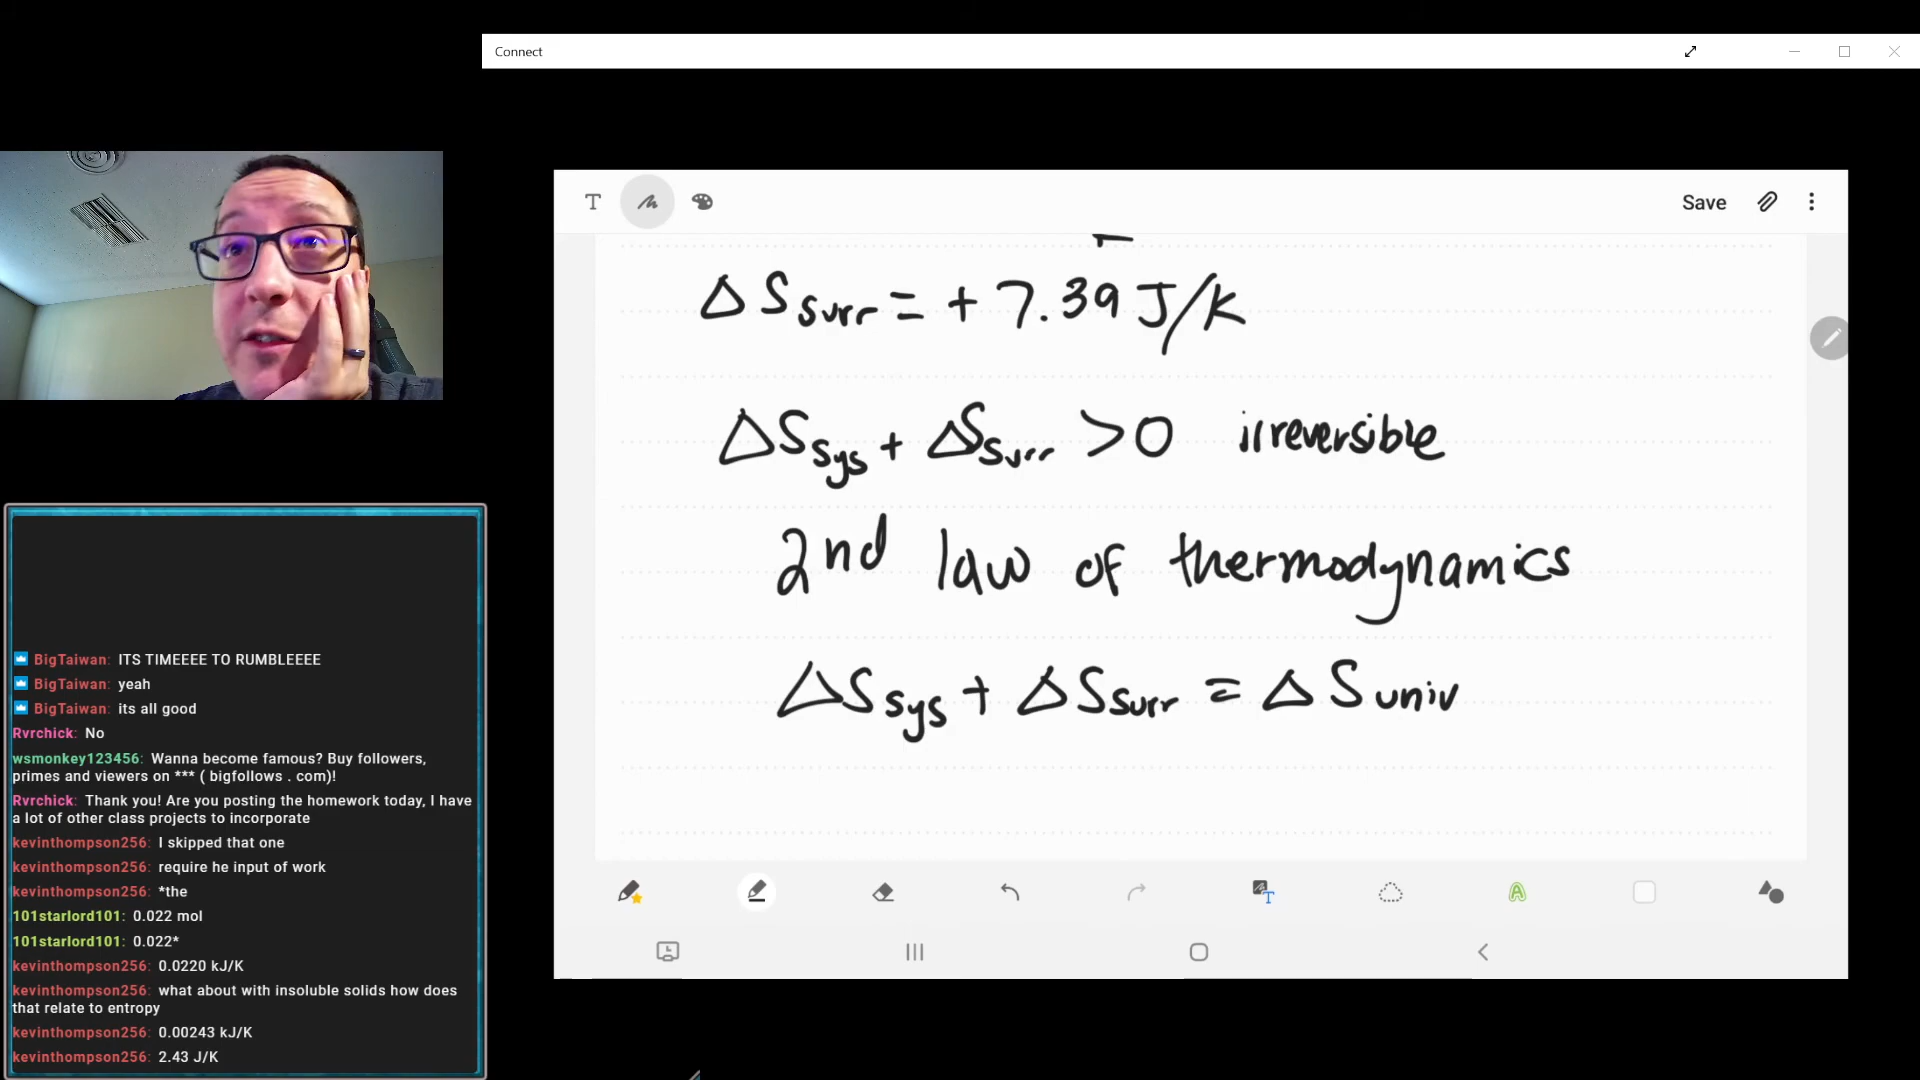 Connect
T
Save
ΔSsurr = + 7.39 J/K
ΔSsys + ΔSsurr >0 irreversible
2nd law of thermodynamics
ΔSsys + ΔSsurr = ΔSuniv
BigTaiwan: ITS TIMEEEE TO RUMBLEEEE
BigTaiwan: yeah
BigTaiwan: its all good
Rvrchick: No
wsmonkey123456: Wanna become famous? Buy followers,
primes and viewers on *** ( bigfollows . com)!
Rvrchick: Thank you! Are you posting the homework today, I have
a lot of other class projects to incorporate
kevinthompson256: I skipped that one
kevinthompson256: require he input of work
kevinthompson256: *the
101starlord101: 0.022 mol
101starlord101: 0.022*
kevinthompson256: 0.0220 kJ/K
kevinthompson256: what about with insoluble solids how does
that relate to entropy
kevinthompson256: 0.00243 kJ/K
kevinthompson256: 2.43 J/K